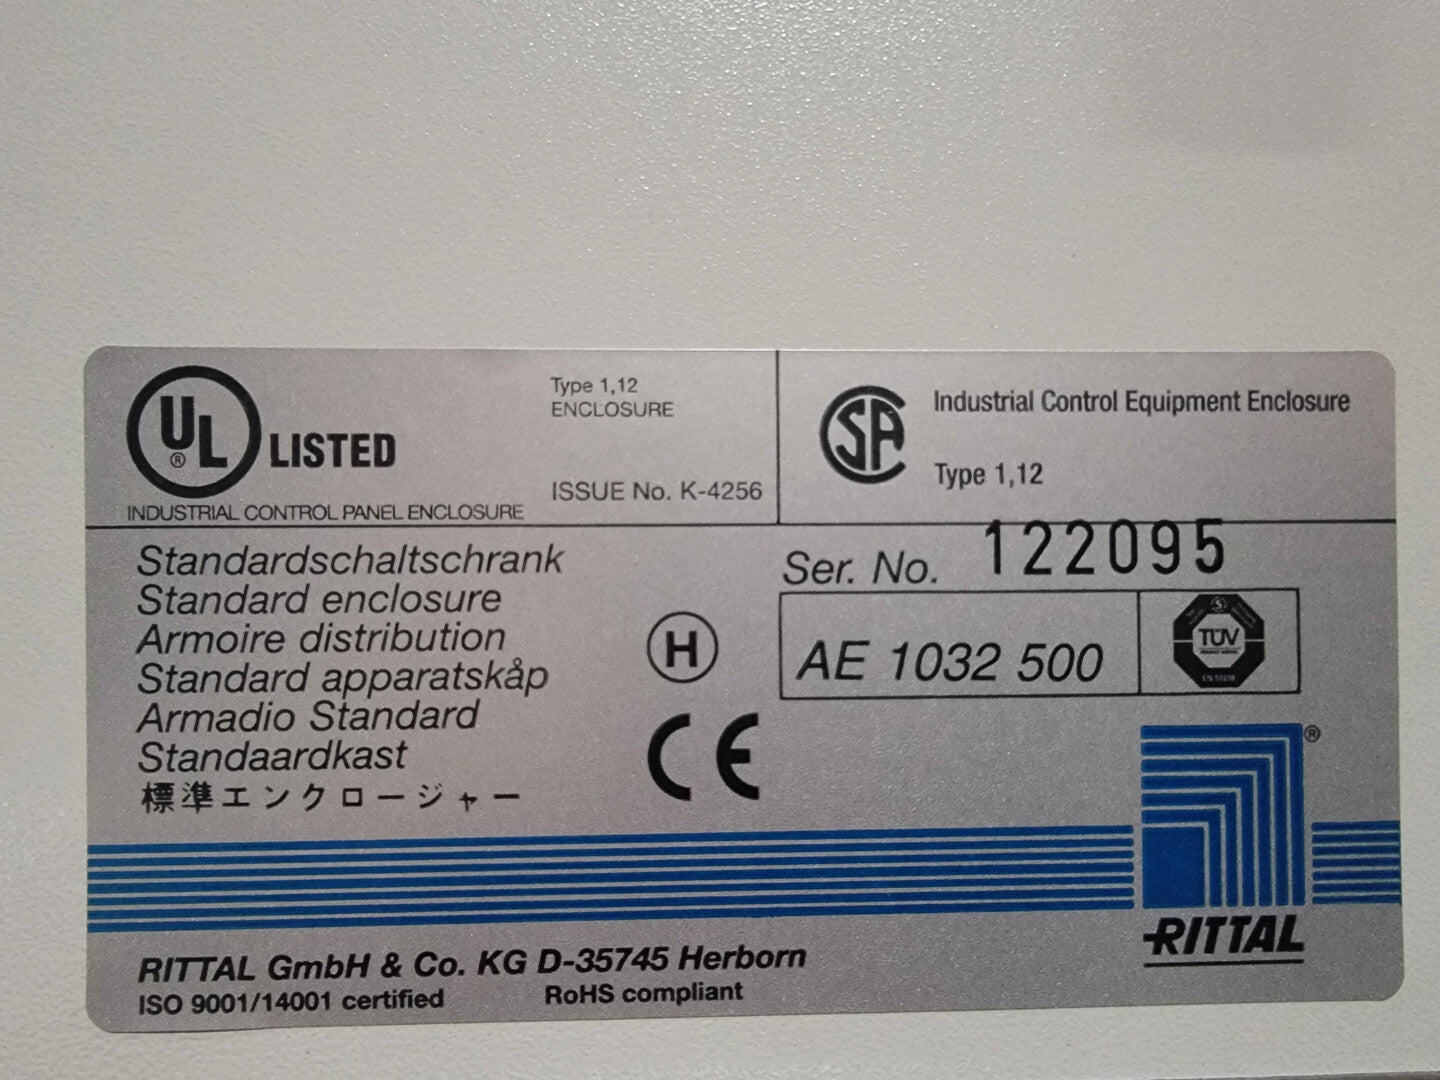 UL
®
LISTED
INDUSTRIAL CONTROL PANEL ENCLOSURE
Type 1,12
ENCLOSURE
ISSUE No. K-4256
CSA
Industrial Control Equipment Enclosure
Type 1,12
Standardschaltschrank
Standard enclosure
Armoire distribution
Standard apparatskåp
Armadio Standard
Standaardkast
標準エンクロージャー
H
CE
Ser. No. 122095
AE 1032 500
TÜV
®
RITTAL
RITTAL GmbH & Co. KG D-35745 Herborn
ISO 9001/14001 certified RoHS compliant